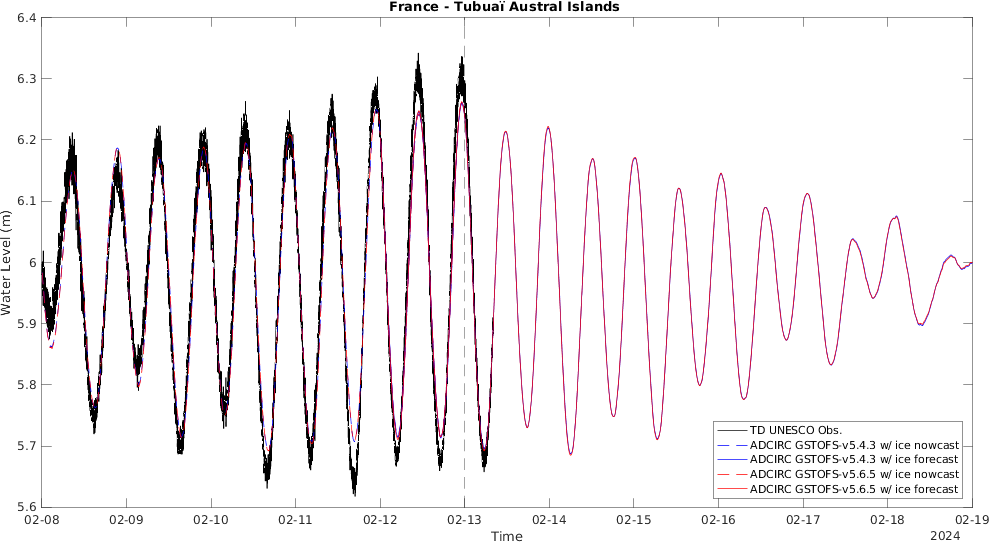 France - Tubuaï Austral Islands
6.4
6.3
6.2
6.1
6
5.9
5.8
5.7
5.6
Water Level (m)
TD UNESCO Obs.
ADCIRC GSTOFS-v5.4.3 w/ ice nowcast
ADCIRC GSTOFS-v5.4.3 w/ ice forecast
ADCIRC GSTOFS-v5.6.5 w/ ice nowcast
ADCIRC GSTOFS-v5.6.5 w/ ice forecast
02-08 02-09 02-10 02-11 02-12 02-13 02-14 02-15 02-16 02-17 02-18 02-19
Time
2024